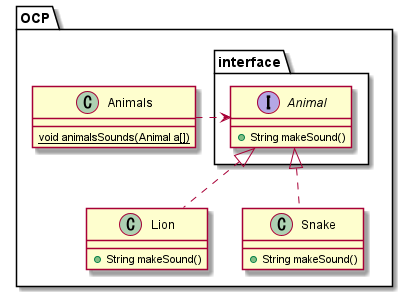 OCP
interface
C Animals
void animalsSounds(Animal a[])
I Animal
String makeSound()
C Lion
String makeSound()
C Snake
String makeSound()